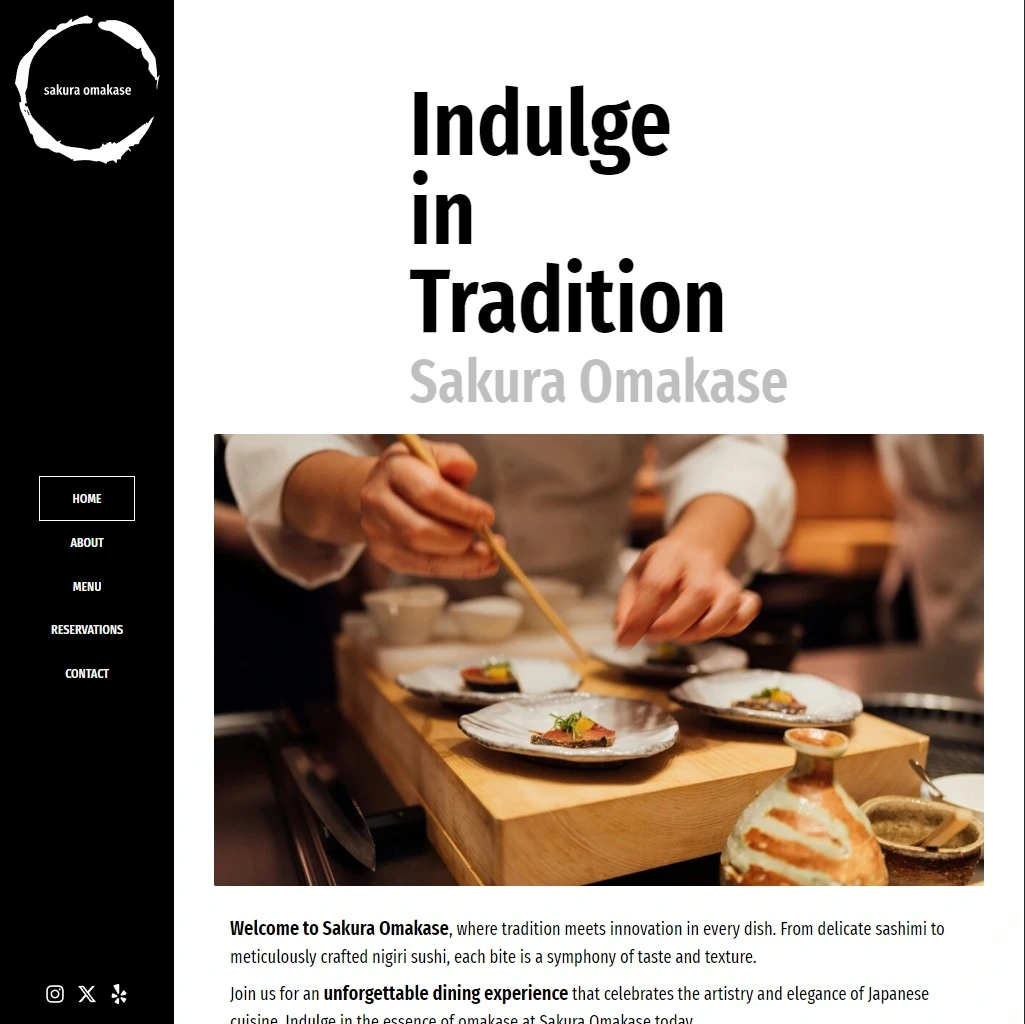 sakura omakase
HOME
ABOUT
MENU
RESERVATIONS
CONTACT
Indulge
in
Tradition
Sakura Omakase
Welcome to Sakura Omakase, where tradition meets innovation in every dish. From delicate sashimi to
meticulously crafted nigiri sushi, each bite is a symphony of taste and texture.
Join us for an unforgettable dining experience that celebrates the artistry and elegance of Japanese
cuisine. Indulge in the essence of omakase at Sakura Omakase today.